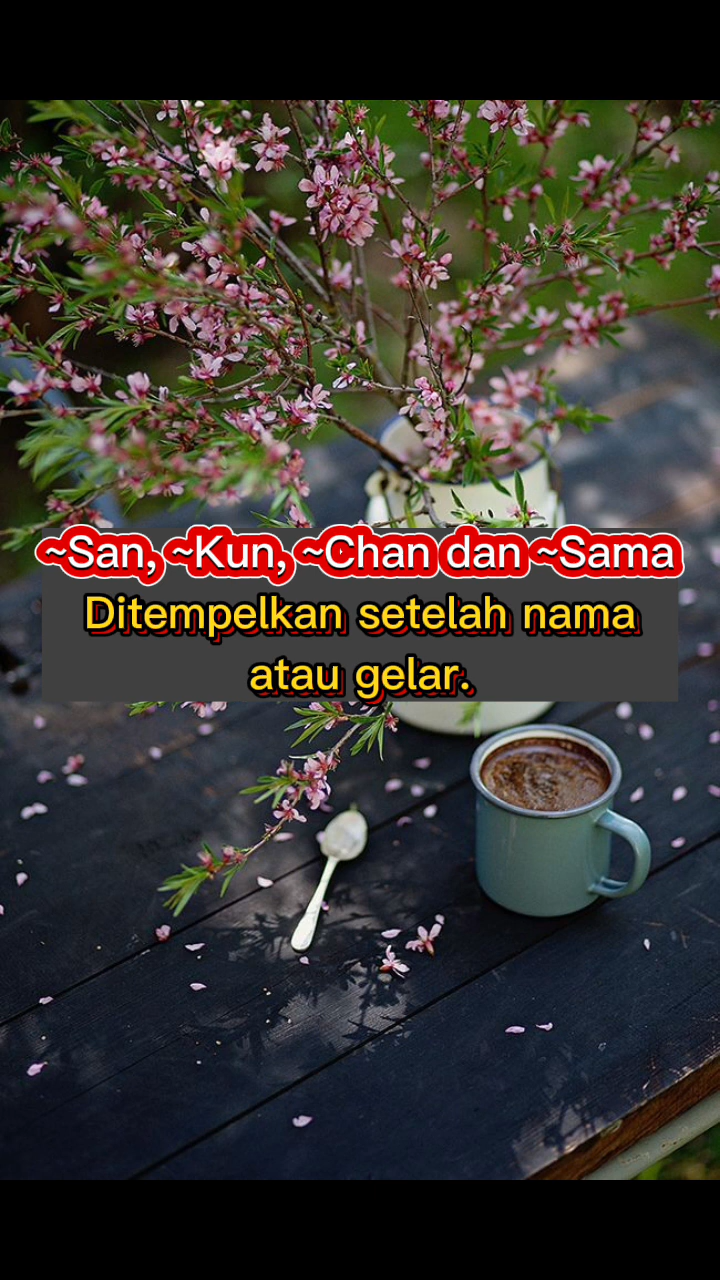 ~San, ~Kun, ~Chan dan ~Sama
Ditempelkan setelah nama
atau gelar.